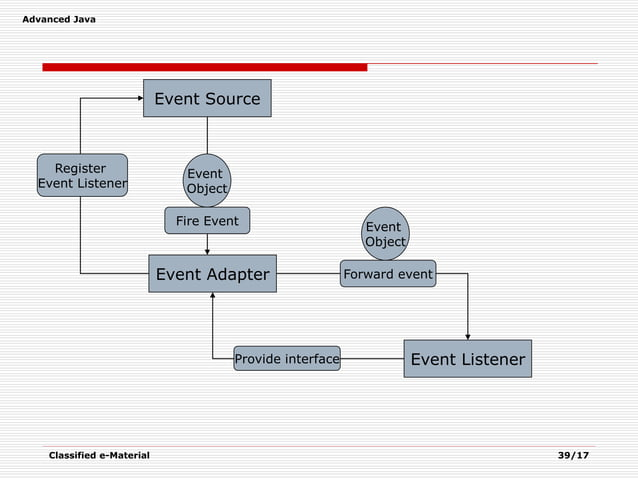 Advanced Java
Event Source
Register
Event Listener
Event
Object
Fire Event
Event
Object
Event Adapter
Forward event
Provide interface
Event Listener
Classified e-Material
39/17